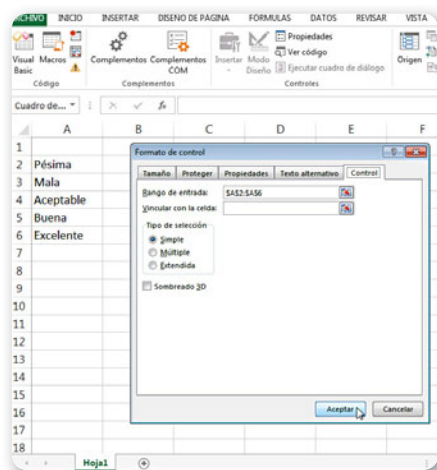 ARCHIVO INICIO INSERTAR DISEÑO DE PÁGINA FÓRMULAS DATOS REVISAR VISTA
Visual Basic
Macros
Complementos
Complementos COM
Insertar
Modo Diseño
Propiedades
Ver código
Ejecutar cuadro de diálogo
Origen
Código Complementos Controles
Cuadro de... fx
A B C D E F
1
2 Pésima
3 Mala
4 Aceptable
5 Buena
6 Excelente
7
8
9
10
11
12
13
14
15
16
17
18
Formato de control
Tamaño Proteger Propiedades Texto alternativo Control
Rango de entrada: $A$2:$A$6
Vincular con la celda:
Tipo de selección
Simple
Múltiple
Extendida
Sombreado 3D
Aceptar Cancelar
Hoja1